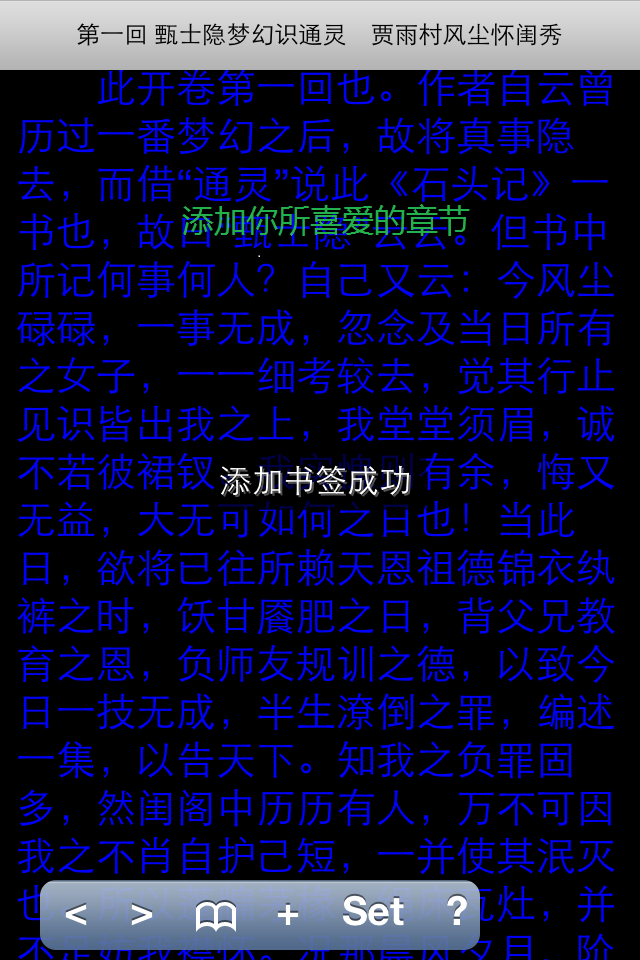 第一回 甄士隐梦幻识通灵　贾雨村风尘怀闺秀
此开卷第一回也。作者自云曾
历过一番梦幻之后，故将真事隐
去，而借“通灵”说此《石头记》一
添加你所喜爱的章节
书也，故曰“甄士隐”云云。但书中
所记何事何人？自己又云：今风尘
碌碌，一事无成，忽念及当日所有
之女子，一一细考较去，觉其行止
见识皆出我之上，我堂堂须眉，诚
不若彼裙钗 有余，悔又
添加书签成功
无益，大无可如何之日也！当此
日，欲将已往所赖天恩祖德锦衣纨
裤之时，饫甘餍肥之日，背父兄教
育之恩，负师友规训之德，以致今
日一技无成，半生潦倒之罪，编述
一集，以告天下。知我之负罪固
多，然闺阁中历历有人，万不可因
我之不肖自护己短，一并使其泯灭
也 灶，并
< > + Set ?